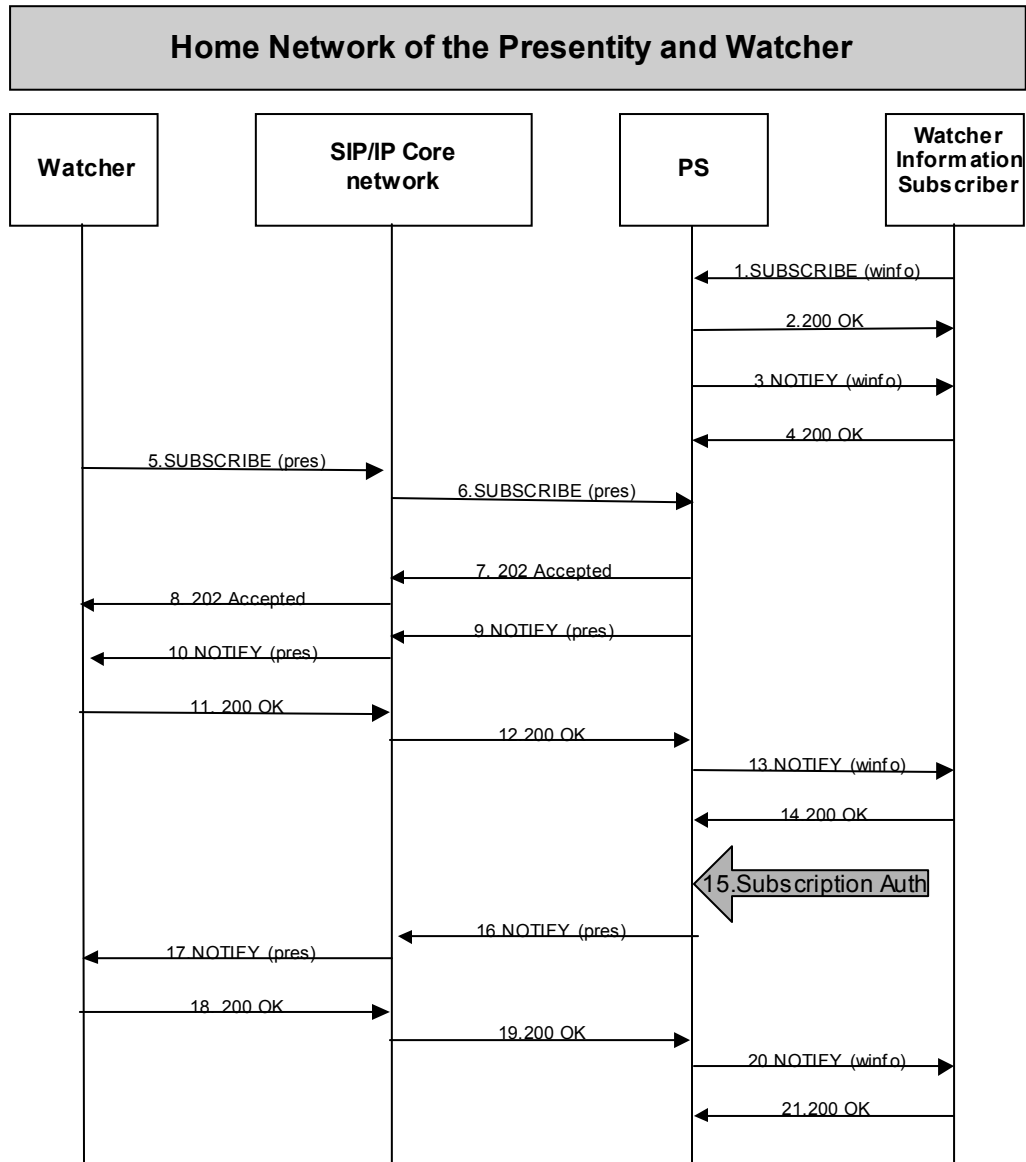 Home Network of the Presentity and Watcher
Watcher
SIP/IP Core
network
PS
Watcher
Information
Subscriber
1.SUBSCRIBE (winfo)
2.200 OK
3.NOTIFY (winfo)
4.200 OK
5.SUBSCRIBE (pres)
6.SUBSCRIBE (pres)
7. 202 Accepted
8. 202 Accepted
9.NOTIFY (pres)
10.NOTIFY (pres)
11. 200 OK
12.200 OK
13.NOTIFY (winfo)
14.200 OK
15.Subscription Auth
16.NOTIFY (pres)
17.NOTIFY (pres)
18. 200 OK
19.200 OK
20.NOTIFY (winfo)
21.200 OK